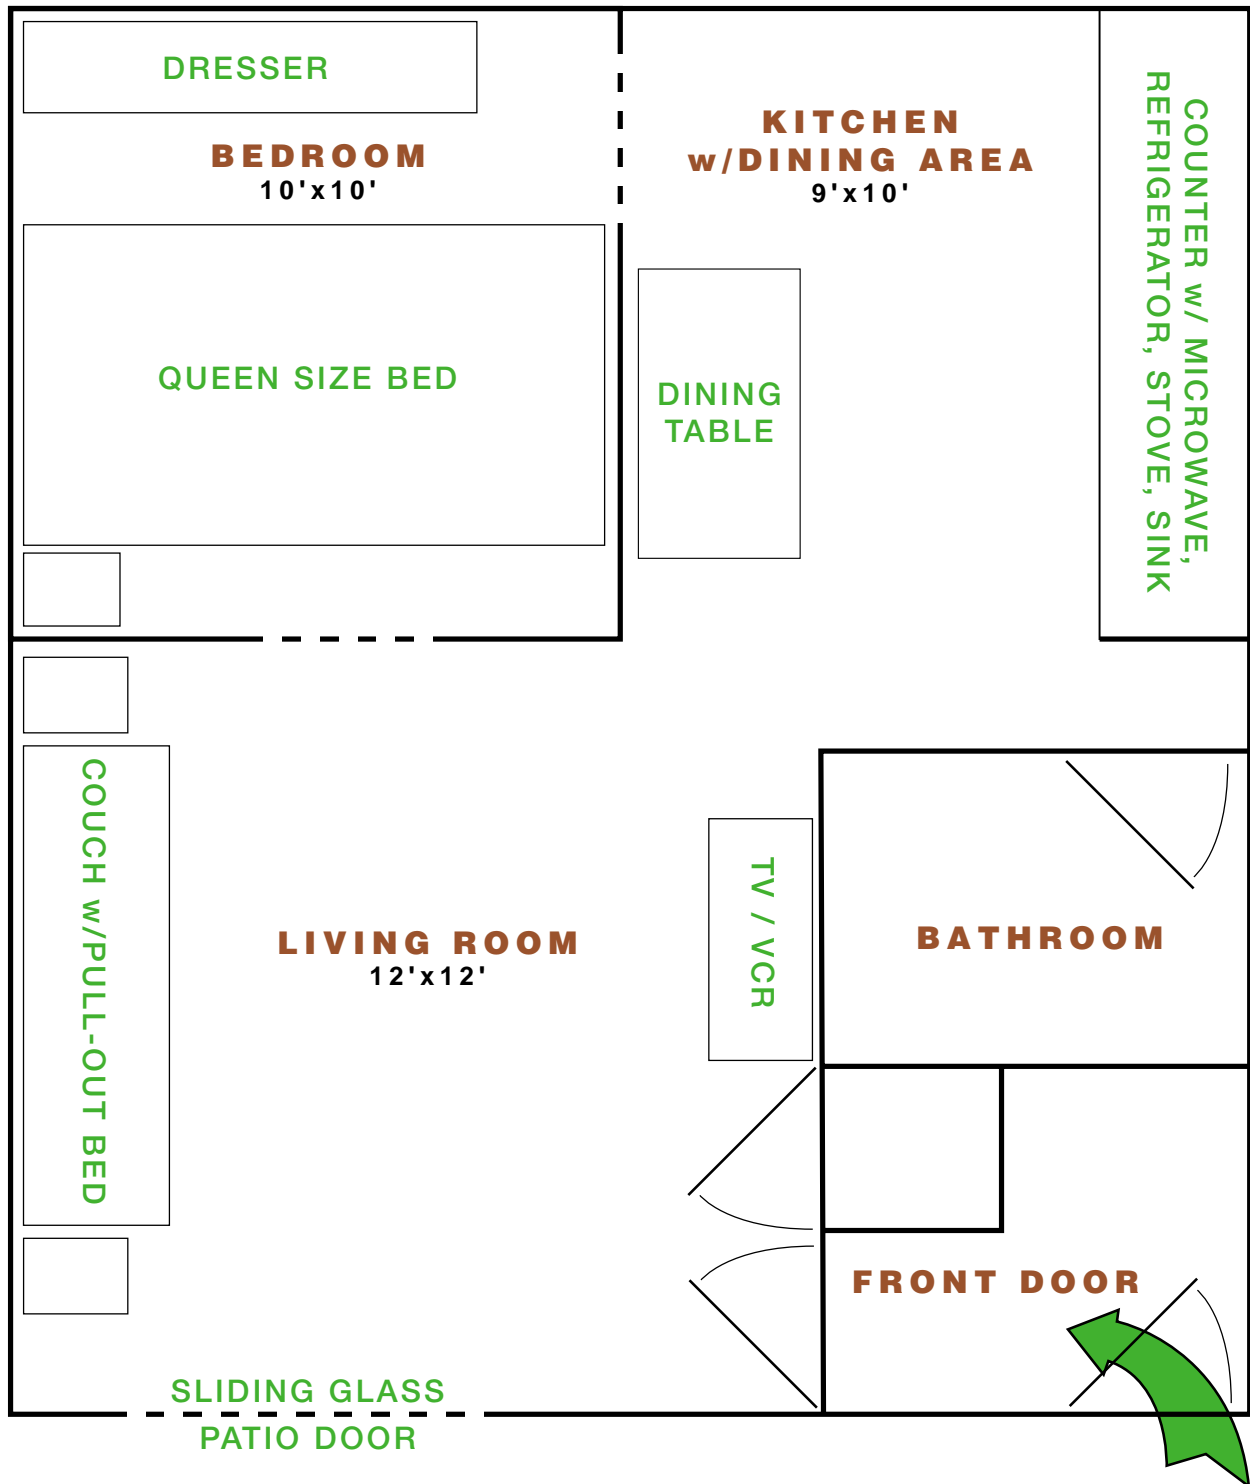 DRESSER
BEDROOM
10'x10'
QUEEN SIZE BED
KITCHEN
w/DINING AREA
9'x10'
DINING
TABLE
COUNTER w/ MICROWAVE,
REFRIGERATOR, STOVE, SINK
COUCH w/PULL-OUT BED
LIVING ROOM
12'x12'
TV / VCR
BATHROOM
FRONT DOOR
SLIDING GLASS
PATIO DOOR